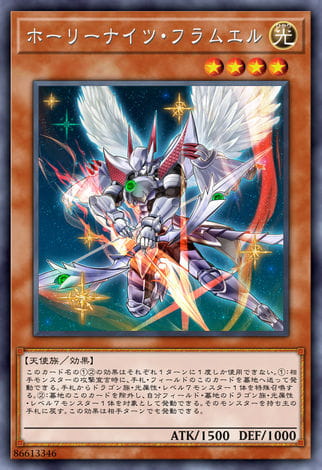 ホーリーナイツ・フラムエル
光
【天使族/効果】
このカード名の①②の効果はそれぞれ1ターンに1度しか使用できない。①:相
手モンスターの攻撃宣言時に、手札・フィールドのこのカードを墓地へ送って発
動できる。手札からドラゴン族・光属性・レベル7モンスター1体を特殊召喚す
る。②:墓地のこのカードを除外し、自分フィールド・墓地のドラゴン族・光属性
・レベル7モンスター1体を対象として発動できる。そのモンスターを持ち主の
手札に戻す。この効果は相手ターンでも発動できる。
ATK/1500 DEF/1000
86613346